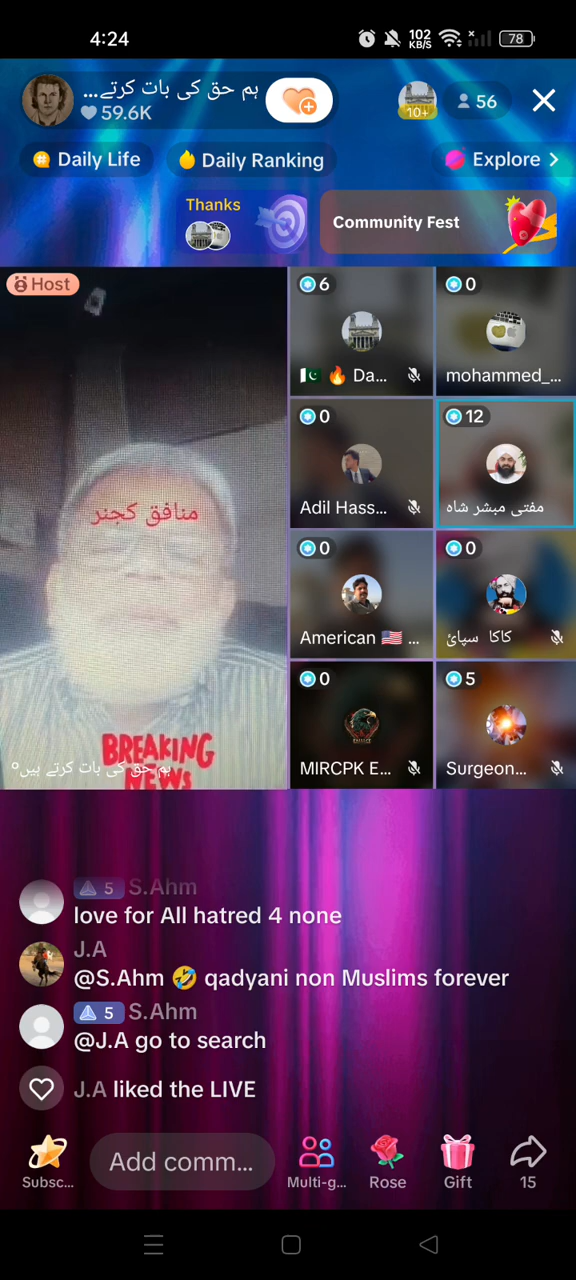 4:24
102
KB/S
78
ہم حق کی بات کرتے...
59.6K
10+
56
Daily Life
Daily Ranking
Explore
Thanks
Community Fest
Host
6
0
🇵🇰 🔥 Da...
mohammed_...
0
12
Adil Hass...
مفتی مبشر شاہ
منافق کجنر
0
0
American 🇺🇸 ...
کاکا سپائ
0
5
MIRCPK E...
Surgeon...
BREAKING
NEWS
ہم حق کی بات کرتے ہیں°
5 S.Ahm
love for All hatred 4 none
J.A
@S.Ahm 🤣 qadyani non Muslims forever
5 S.Ahm
@J.A go to search
J.A liked the LIVE
Subsc...
Add comm...
Multi-g...
Rose
Gift
15